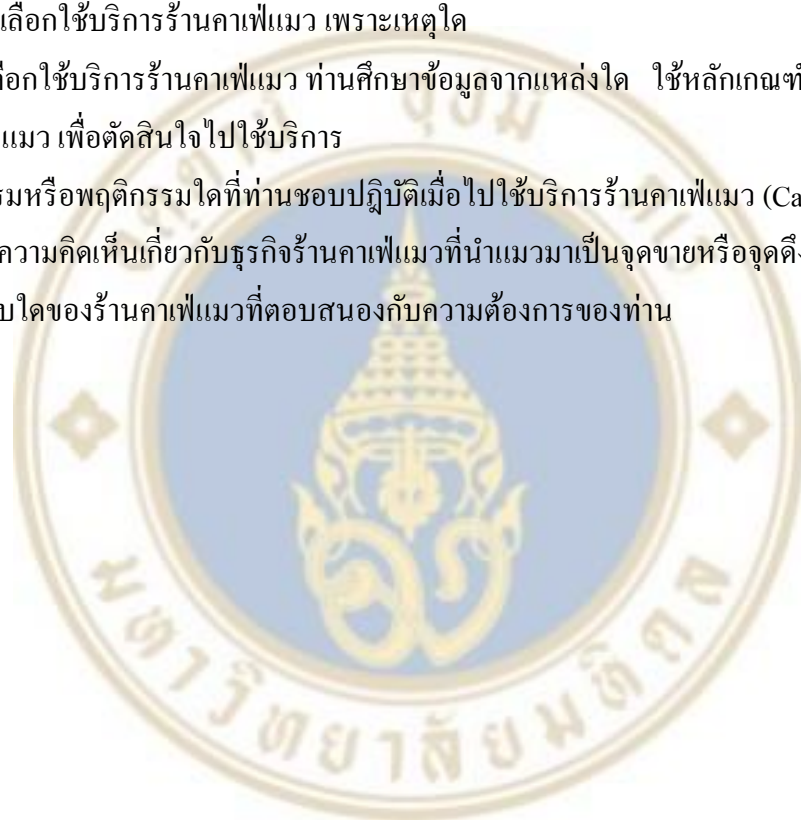 เลือกใช้บริการร้านคาเฟ่แมว เพราะเหตุใด
ลือกใช้บริการร้านคาเฟ่แมว ท่านศึกษาข้อมูลจากแหล่งใด ใช้หลักเกณฑ์
แมว เพื่อตัดสินใจไปใช้บริการ
รมหรือพฤติกรรมใดที่ท่านชอบปฎิบัติเมื่อไปใช้บริการร้านคาเฟ่แมว (Ca
ความคิดเห็นเกี่ยวกับธุรกิจร้านคาเฟ่แมวที่นำแมวมาเป็นจุดขายหรือจุดดึง
บใดของร้านคาเฟ่แมวที่ตอบสนองกับความต้องการของท่าน
มหาวิทยาลัยมหิดล